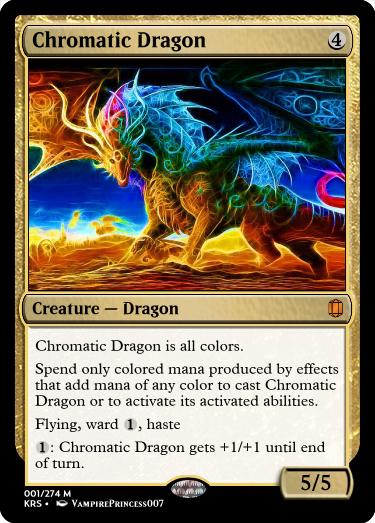 Chromatic Dragon 4
Creature — Dragon
Chromatic Dragon is all colors.
Spend only colored mana produced by effects
that add mana of any color to cast Chromatic
Dragon or to activate its activated abilities.
Flying, ward 1, haste
1: Chromatic Dragon gets +1/+1 until end
of turn.
5/5
001/274 M
KRS • VampirePrincess007